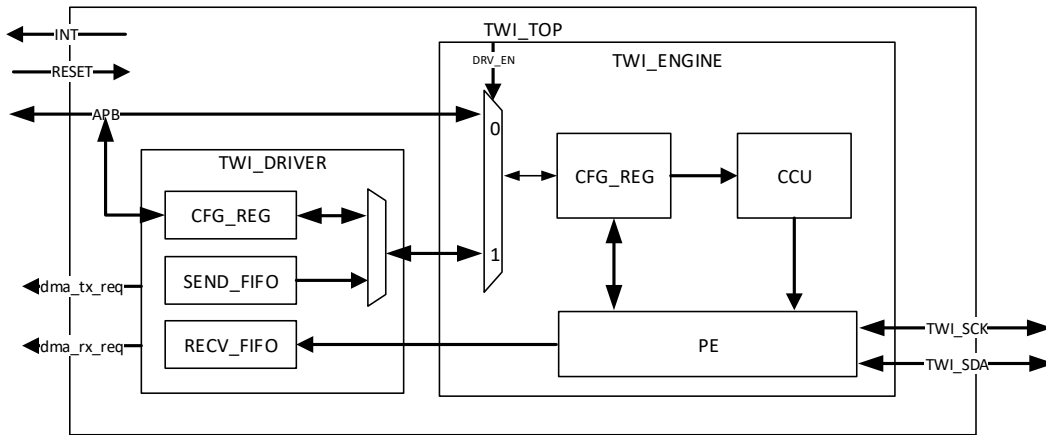 TWI_TOP
INT
RESET
APB
DRV_EN
TWI_ENGINE
0
1
CFG_REG
CCU
PE
TWI_DRIVER
CFG_REG
SEND_FIFO
RECV_FIFO
dma_tx_req
dma_rx_req
TWI_SCK
TWI_SDA